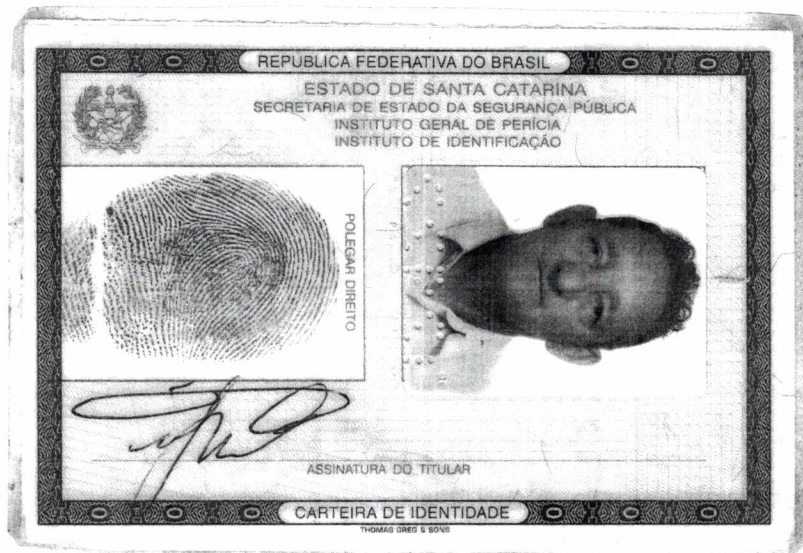 REPUBLICA FEDERATIVA DO BRASIL
ESTADO DE SANTA CATARINA
SECRETARIA DE ESTADO DA SEGURANÇA PÚBLICA
INSTITUTO GERAL DE PERÍCIA
INSTITUTO DE IDENTIFICAÇÃO
POLEGAR DIREITO
ASSINATURA DO TITULAR
CARTEIRA DE IDENTIDADE
THOMAS GREG & SONS